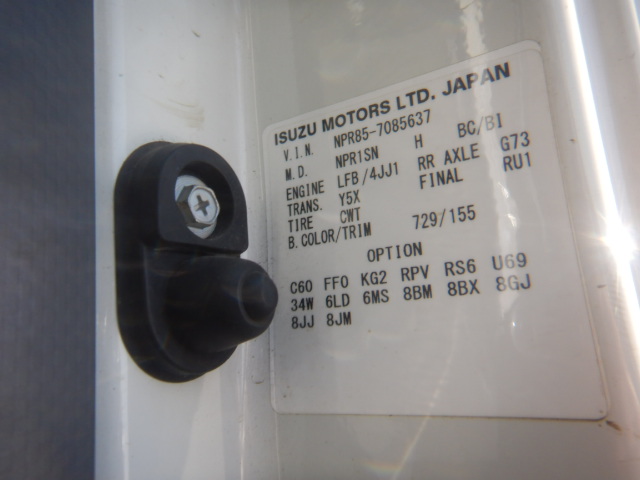 ISUZU MOTORS LTD. JAPAN
V.I.N. NPR85-7085637
M.D. NPR1SN H BC/BI
ENGINE LFB/4JJ1 RR AXLE G73
TRANS. Y5X FINAL RU1
TIRE CWT
B.COLOR/TRIM 729/155
OPTION
C60 FF0 KG2 RPV RS6 U69
34W 6LD 6MS 8BM 8BX 8GJ
8JJ 8JM